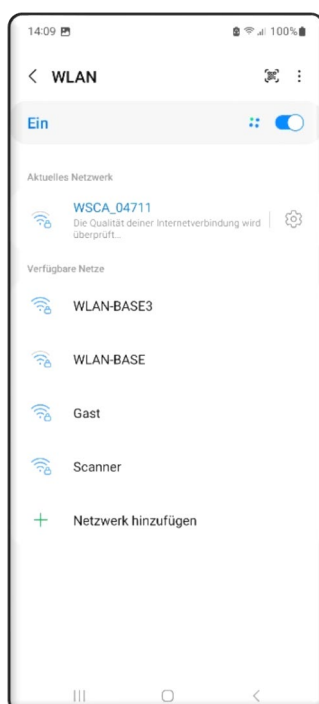 14:09 100%
WLAN
Ein
Aktuelles Netzwerk
WSCA_04711
Die Qualität deiner Internetverbindung wird
überprüft...
Verfügbare Netze
WLAN-BASE3
WLAN-BASE
Gast
Scanner
Netzwerk hinzufügen